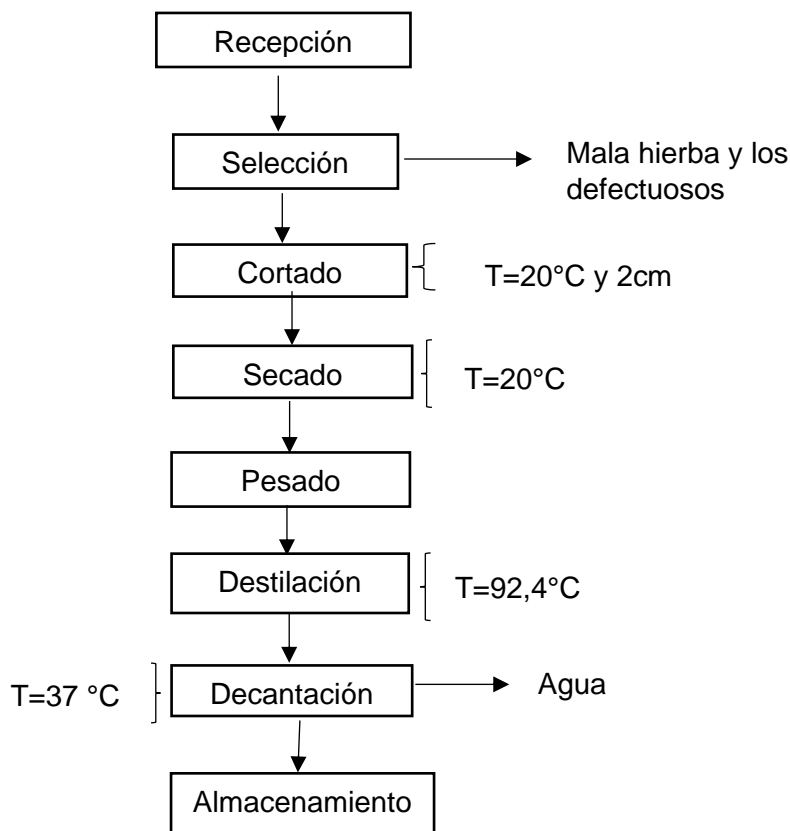 Recepción
Selección
Mala hierba y los
defectuosos
Cortado
T=20°C y 2cm
Secado
T=20°C
Pesado
Destilación
T=92,4°C
T=37 °C
Decantación
Agua
Almacenamiento